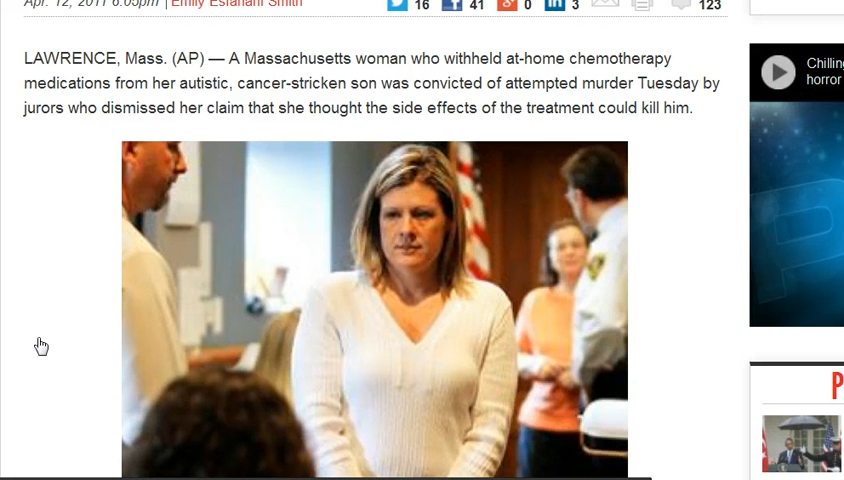 Apr. 12, 2011 6:05pm | Emily Esfahani Smith 16 41 0 3 123
LAWRENCE, Mass. (AP) — A Massachusetts woman who withheld at-home chemotherapy
medications from her autistic, cancer-stricken son was convicted of attempted murder Tuesday by
jurors who dismissed her claim that she thought the side effects of the treatment could kill him.
Chilling
horror
P